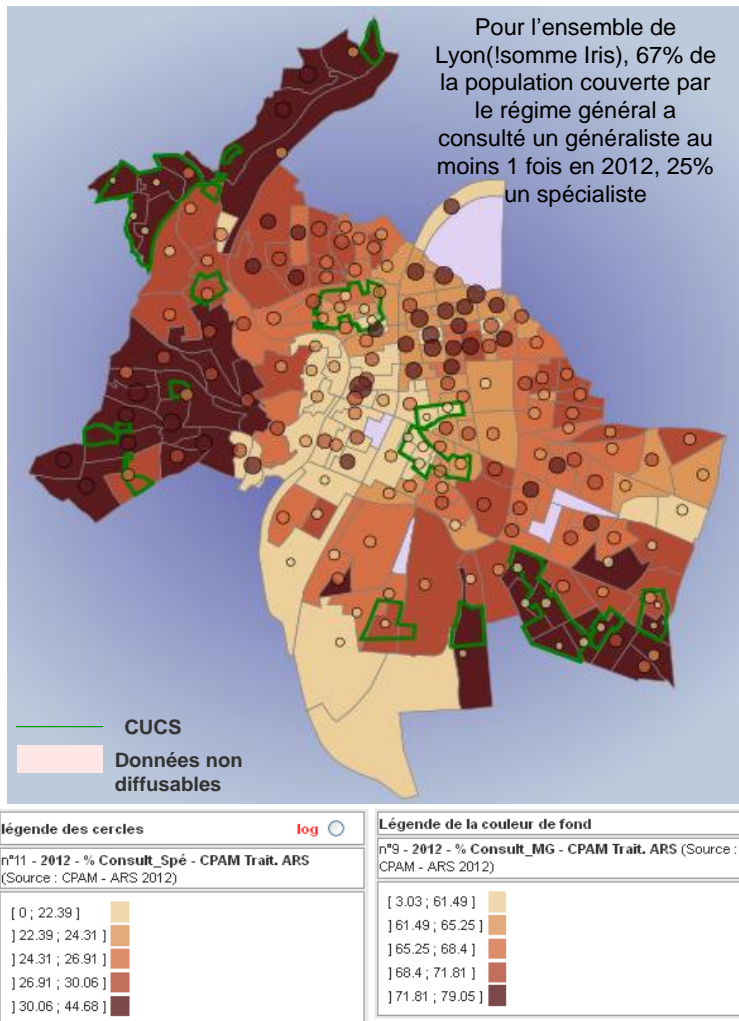 Pour l’ensemble de
Lyon(!somme Iris), 67% de
la population couverte par
le régime général a
consulté un généraliste au
moins 1 fois en 2012, 25%
un spécialiste
CUCS
Données non
diffusables
légende des cercles log
n°11 - 2012 - % Consult_Spé - CPAM Trait. ARS
(Source : CPAM - ARS 2012)
[ 0 ; 22.39 ]
] 22.39 ; 24.31 ]
] 24.31 ; 26.91 ]
] 26.91 ; 30.06 ]
] 30.06 ; 44.68 ]
Légende de la couleur de fond
n°9 - 2012 - % Consult_MG - CPAM Trait. ARS (Source :
CPAM - ARS 2012)
[ 3.03 ; 61.49 ]
] 61.49 ; 65.25 ]
] 65.25 ; 68.4 ]
] 68.4 ; 71.81 ]
] 71.81 ; 79.05 ]